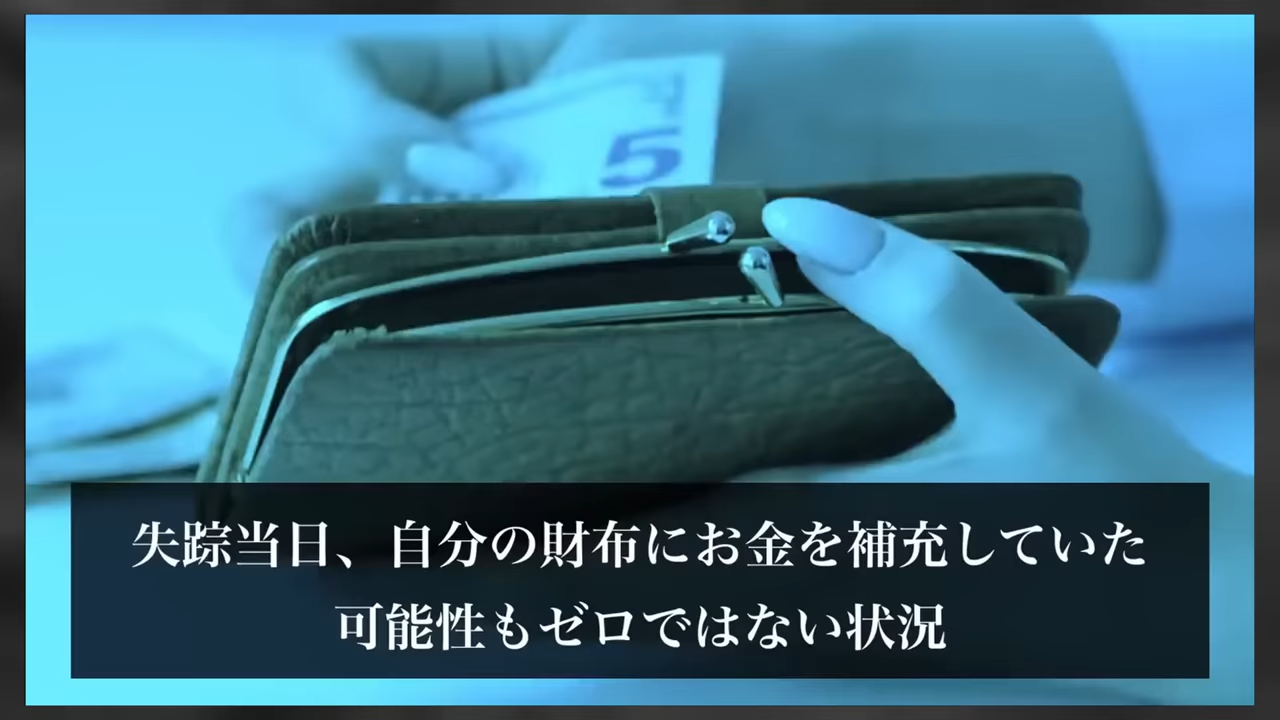 5
失踪当日、自分の財布にお金を補充していた
可能性もゼロではない状況